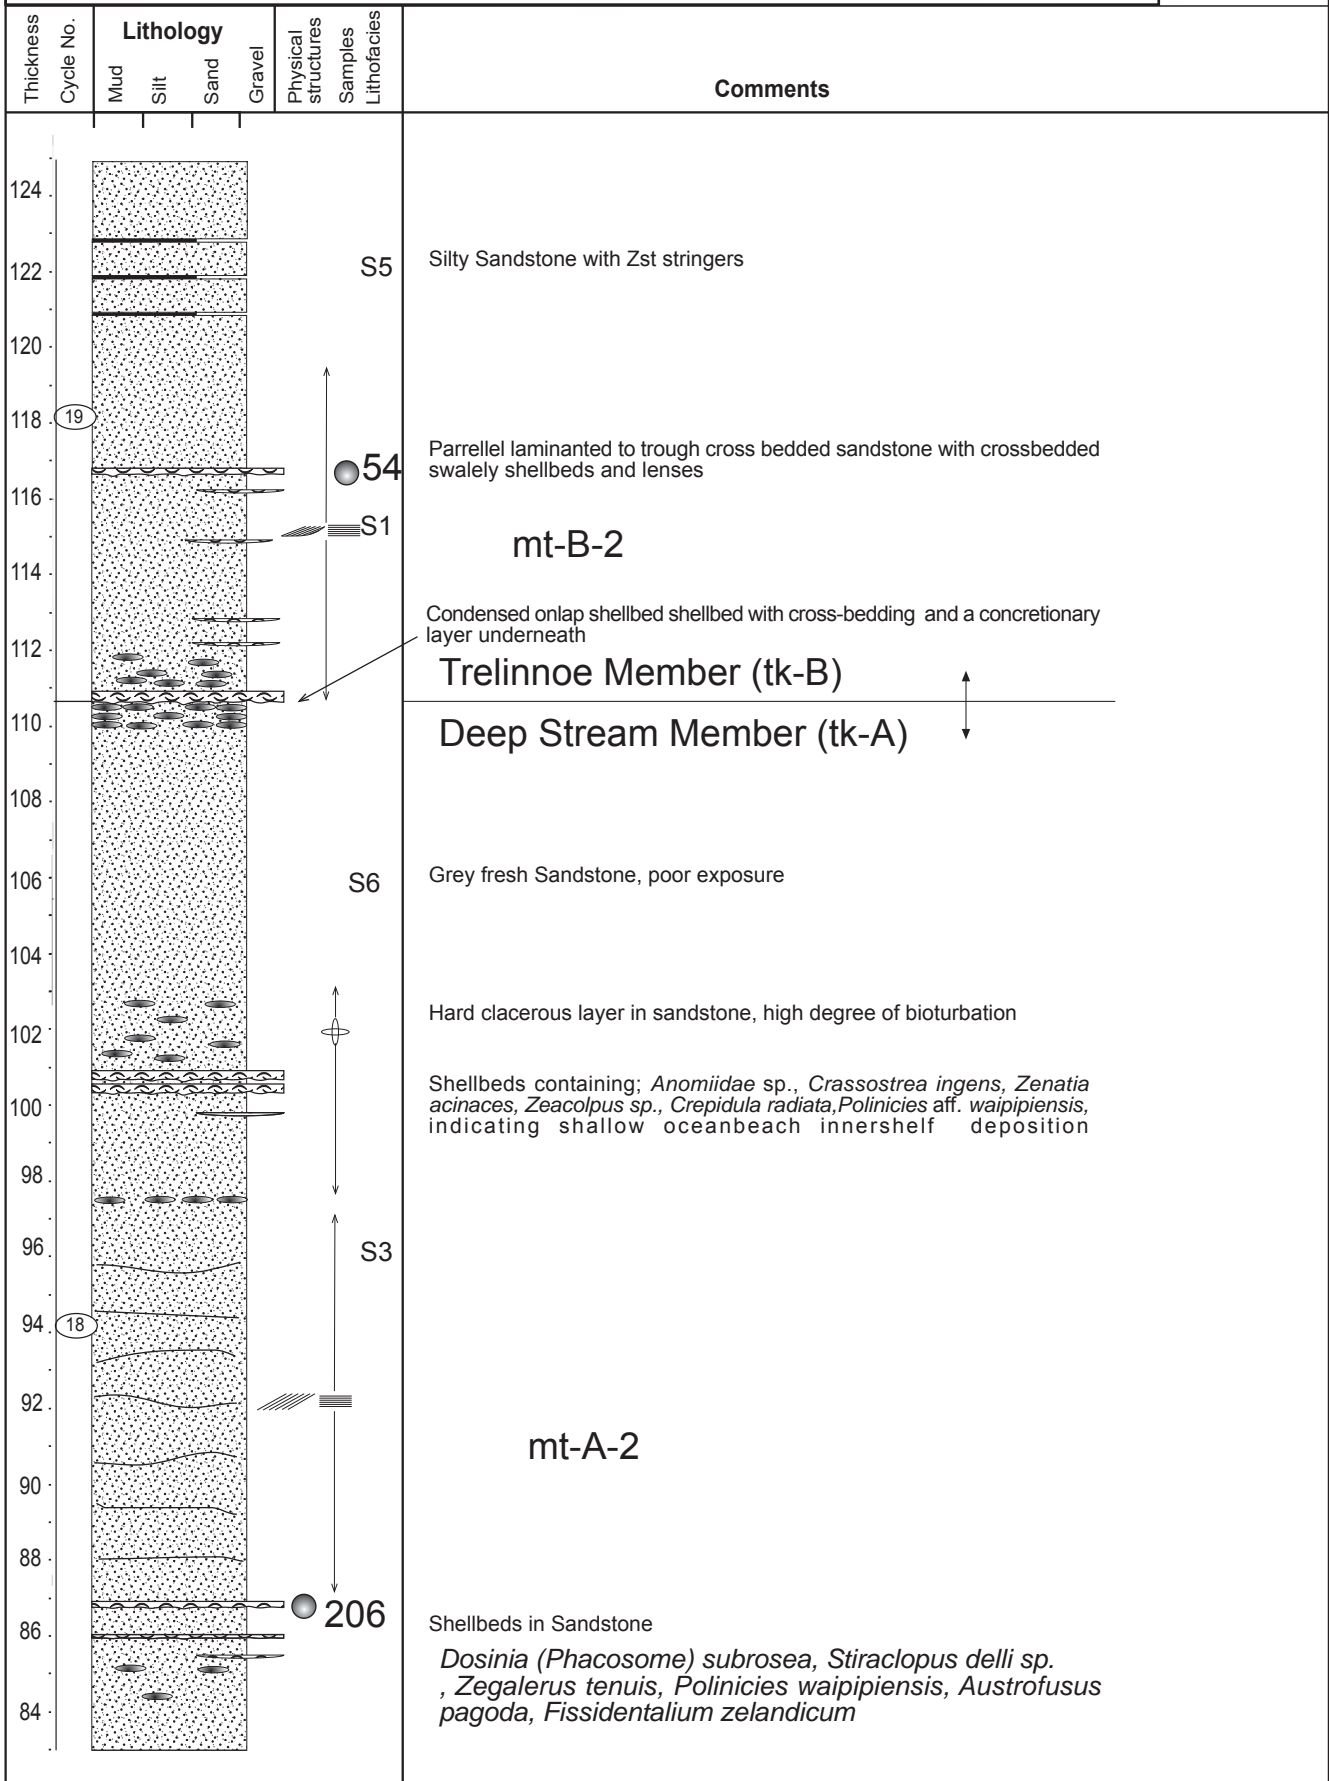 Thickness
Cycle No.
Lithology
Mud
Silt
Sand
Gravel
Physical
structures
Samples
Lithofacies
Comments
124
122
S5
Silty Sandstone with Zst stringers
120
118
19
Parrellel laminanted to trough cross bedded sandstone with crossbedded
swalely shellbeds and lenses
54
116
S1
mt-B-2
114
Condensed onlap shellbed shellbed with cross-bedding and a concretionary
layer underneath
112
Trelinnoe Member (tk-B)
110
Deep Stream Member (tk-A)
108
106
S6
Grey fresh Sandstone, poor exposure
104
Hard clacerous layer in sandstone, high degree of bioturbation
102
Shellbeds containing; Anomiidae sp., Crassostrea ingens, Zenatia
acinaces, Zeacolpus sp., Crepidula radiata,Polinicies aff. waipipiensis,
indicating shallow oceanbeach innershelf deposition
100
98
96
S3
94
18
92
mt-A-2
90
88
206
86
Shellbeds in Sandstone
Dosinia (Phacosome) subrosea, Stiraclopus delli sp.
, Zegalerus tenuis, Polinicies waipipiensis, Austrofusus
pagoda, Fissidentalium zelandicum
84